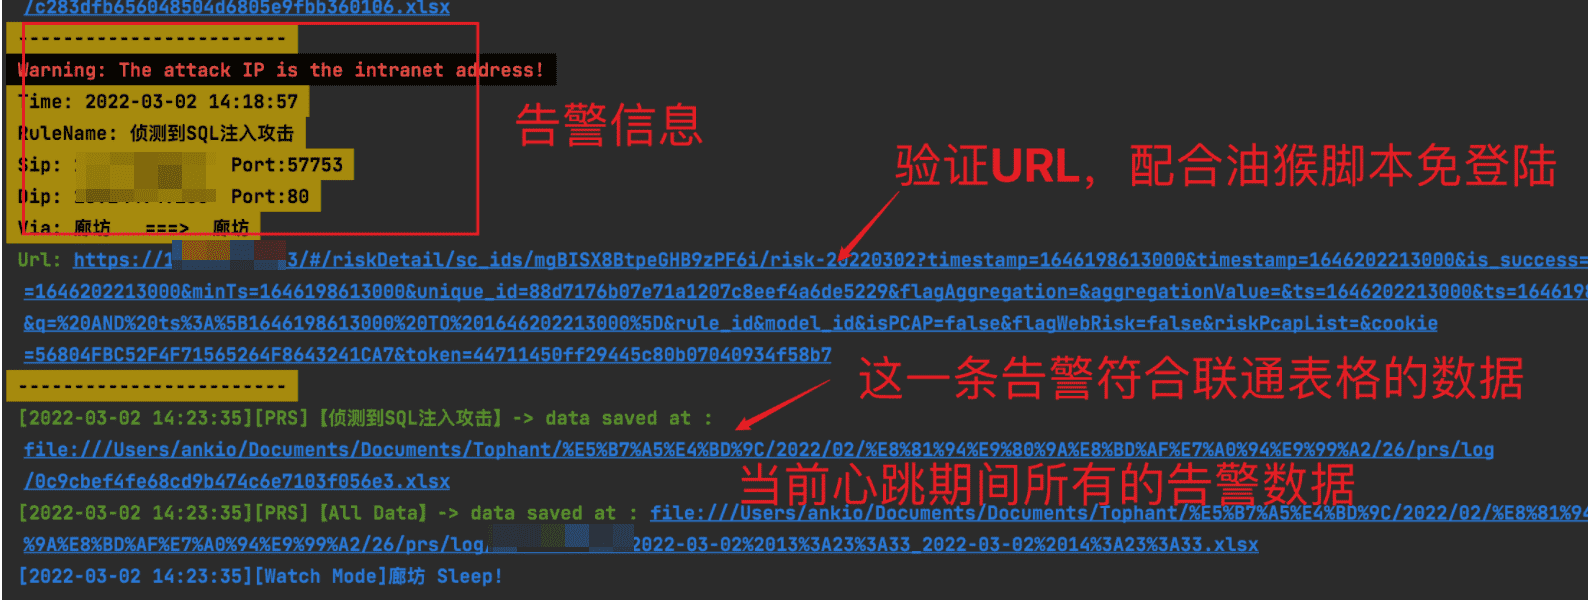 /c283dfb656048504d6805e9fbb360106.xlsx
------------------------
Warning: The attack IP is the intranet address!
Time: 2022-03-02 14:18:57
告警信息
RuleName: 侦测到SQL注入攻击
Sip: Port:57753
验证URL，配合油猴脚本免登陆
Dip: Port:80
Via: 廊坊 ===> 廊坊
Url: https://1 3/#/riskDetail/sc_ids/mgBISX8BtpeGHB9zPF6i/risk-20220302?timestamp=1646198613000&timestamp=1646202213000&is_success=
=1646202213000&minTs=1646198613000&unique_id=88d7176b07e71a1207c8eef4a6de5229&flagAggregation=&aggregationValue=&ts=1646202213000&ts=164619
&q=%20AND%20ts%3A%5B1646198613000%20TO%201646202213000%5D&rule_id&model_id&isPCAP=false&flagWebRisk=false&riskPcapList=&cookie
=56804FBC52F4F71565264F8643241CA7&token=44711450ff29445c80b07040934f58b7
------------------------
这一条告警符合联通表格的数据
[2022-03-02 14:23:35][PRS]【侦测到SQL注入攻击】-> data saved at :
file:///Users/ankio/Documents/Documents/Tophant/%E5%B7%A5%E4%BD%9C/2022/02/%E8%81%94%E9%80%9A%E8%BD%AF%E7%A0%94%E9%99%A2/26/prs/log
/0c9cbef4fe68cd9b474c6e7103f056e3.xlsx
当前心跳期间所有的告警数据
[2022-03-02 14:23:35][PRS]【All Data】-> data saved at : file:///Users/ankio/Documents/Documents/Tophant/%E5%B7%A5%E4%BD%9C/2022/02/%E8%81%94
%9A%E8%BD%AF%E7%A0%94%E9%99%A2/26/prs/log/ 2022-03-02%2013%3A23%3A33_2022-03-02%2014%3A23%3A33.xlsx
[2022-03-02 14:23:35][Watch Mode]廊坊 Sleep!